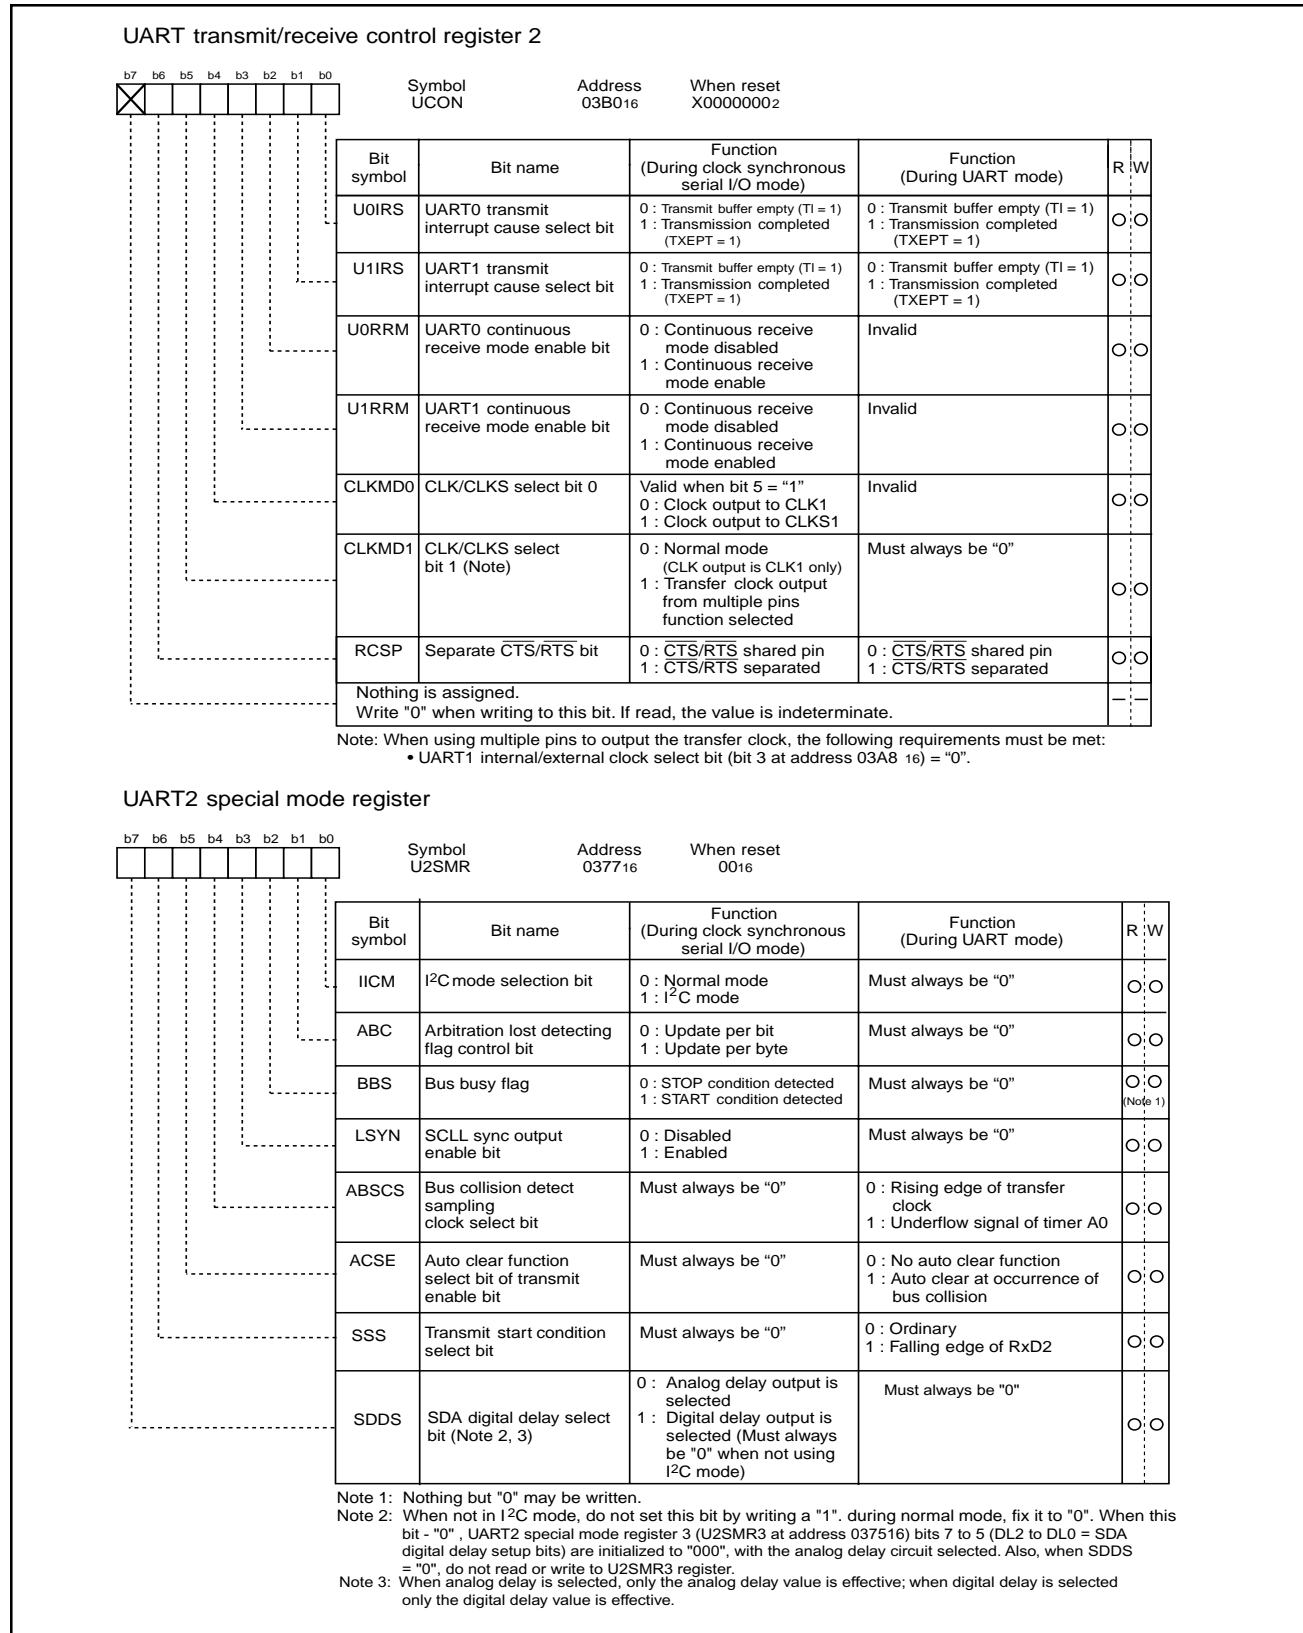 UART transmit/receive control register 2
b7 b6 b5 b4 b3 b2 b1 b0
Symbol Address When reset
UCON 03B016 X00000002
Bit symbol Bit name Function (During clock synchronous serial I/O mode) Function (During UART mode) R W
U0IRS UART0 transmit interrupt cause select bit
0 : Transmit buffer empty (TI = 1)
1 : Transmission completed
(TXEPT = 1)
0 : Transmit buffer empty (TI = 1)
1 : Transmission completed
(TXEPT = 1)
U1IRS UART1 transmit interrupt cause select bit
0 : Transmit buffer empty (TI = 1)
1 : Transmission completed
(TXEPT = 1)
0 : Transmit buffer empty (TI = 1)
1 : Transmission completed
(TXEPT = 1)
U0RRM UART0 continuous receive mode enable bit
0 : Continuous receive
mode disabled
1 : Continuous receive
mode enable
Invalid
U1RRM UART1 continuous receive mode enable bit
0 : Continuous receive
mode disabled
1 : Continuous receive
mode enabled
Invalid
CLKMD0 CLK/CLKS select bit 0
Valid when bit 5 = “1”
0 : Clock output to CLK1
1 : Clock output to CLKS1
Invalid
CLKMD1 CLK/CLKS select bit 1 (Note)
0 : Normal mode
(CLK output is CLK1 only)
1 : Transfer clock output
from multiple pins
function selected
Must always be “0”
RCSP Separate CTS/RTS bit
0 : CTS/RTS shared pin
1 : CTS/RTS separated
0 : CTS/RTS shared pin
1 : CTS/RTS separated
Nothing is assigned.
Write "0" when writing to this bit. If read, the value is indeterminate.
Note: When using multiple pins to output the transfer clock, the following requirements must be met:
• UART1 internal/external clock select bit (bit 3 at address 03A8 16) = “0”.
UART2 special mode register
b7 b6 b5 b4 b3 b2 b1 b0
Symbol Address When reset
U2SMR 037716 0016
Bit symbol Bit name Function (During clock synchronous serial I/O mode) Function (During UART mode) R W
IICM I2C mode selection bit
0 : Normal mode
1 : I2C mode
Must always be “0”
ABC Arbitration lost detecting flag control bit
0 : Update per bit
1 : Update per byte
Must always be “0”
BBS Bus busy flag
0 : STOP condition detected
1 : START condition detected
Must always be “0”
(Note 1)
LSYN SCLL sync output enable bit
0 : Disabled
1 : Enabled
Must always be “0”
ABSCS Bus collision detect sampling clock select bit
Must always be “0”
0 : Rising edge of transfer
clock
1 : Underflow signal of timer A0
ACSE Auto clear function select bit of transmit enable bit
Must always be “0”
0 : No auto clear function
1 : Auto clear at occurrence of
bus collision
SSS Transmit start condition select bit
Must always be “0”
0 : Ordinary
1 : Falling edge of RxD2
SDDS SDA digital delay select bit (Note 2, 3)
0 : Analog delay output is
selected
1 : Digital delay output is
selected (Must always
be "0" when not using
I2C mode)
Must always be "0"
Note 1: Nothing but "0" may be written.
Note 2: When not in I2C mode, do not set this bit by writing a "1". during normal mode, fix it to "0". When this
bit - "0" , UART2 special mode register 3 (U2SMR3 at address 037516) bits 7 to 5 (DL2 to DL0 = SDA
digital delay setup bits) are initialized to "000", with the analog delay circuit selected. Also, when SDDS
= "0", do not read or write to U2SMR3 register.
Note 3: When analog delay is selected, only the analog delay value is effective; when digital delay is selected
only the digital delay value is effective.